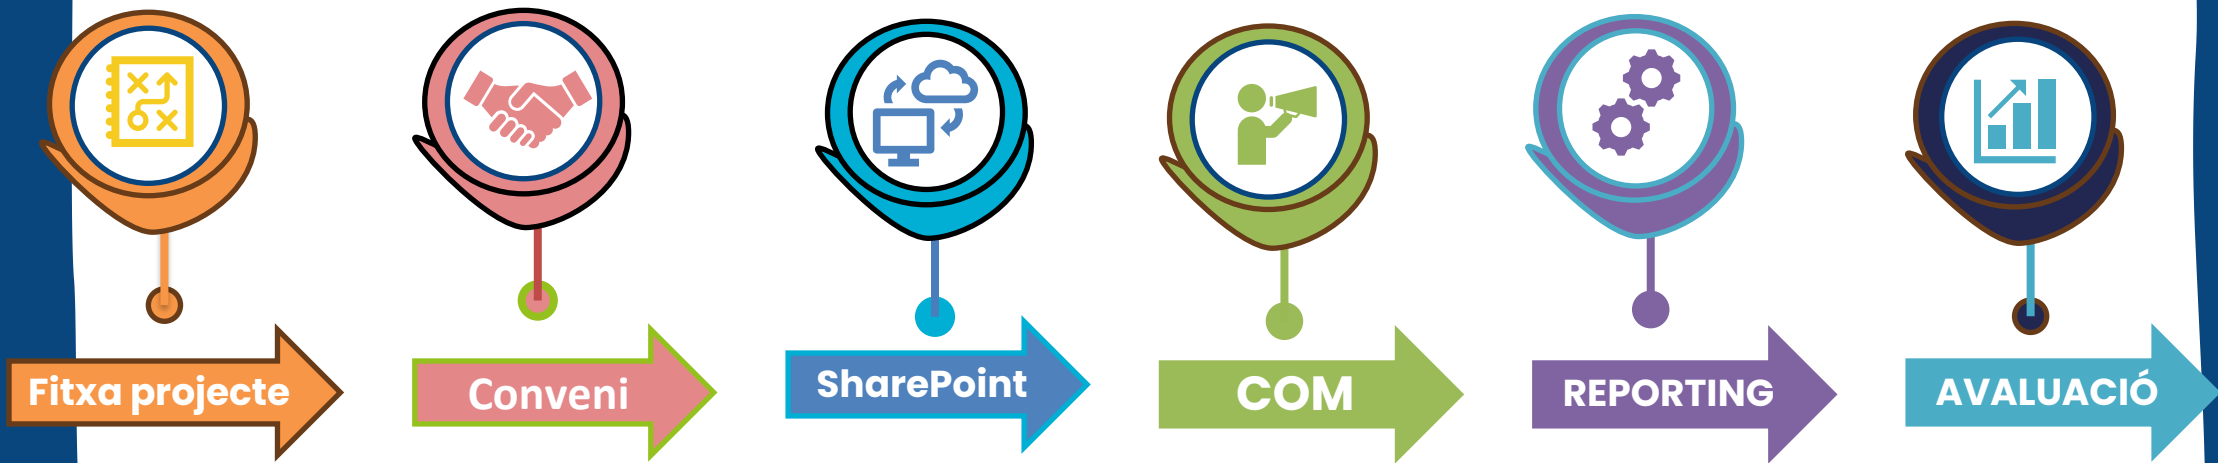 Fitxa projecte
Conveni
SharePoint
COM
REPORTING
AVALUACIÓ